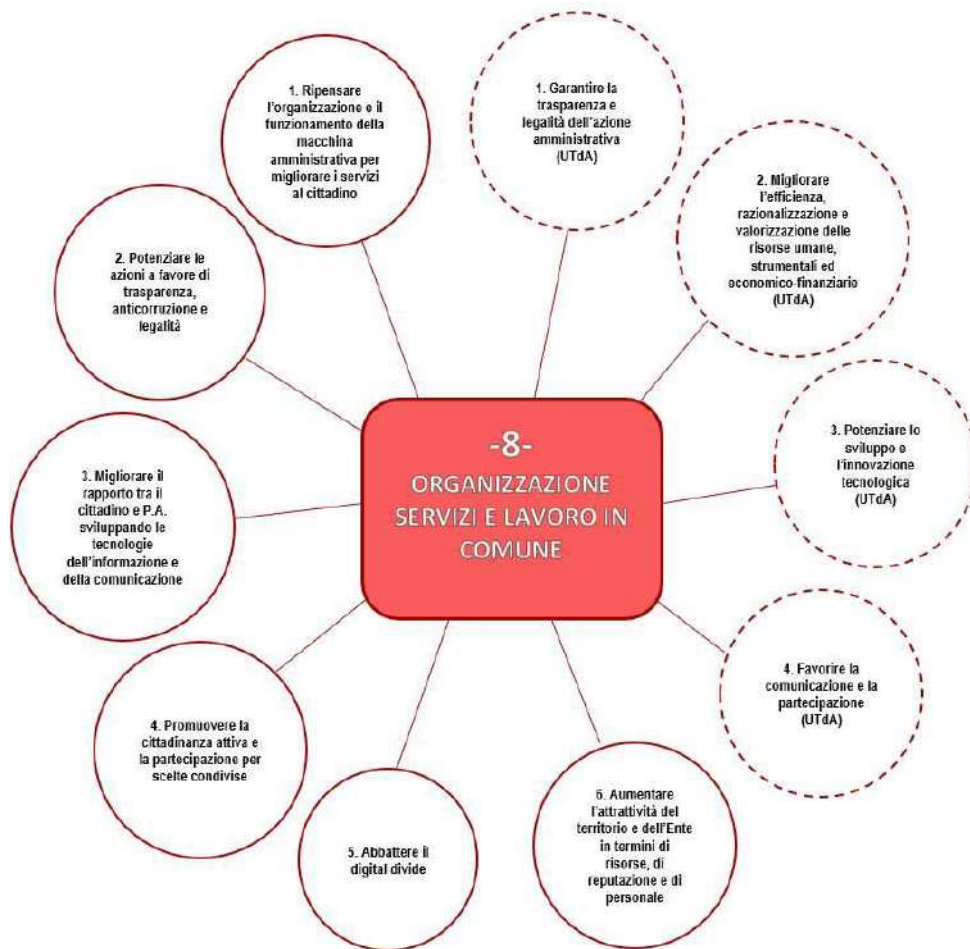 1. Ripensare
l'organizzazione e il
funzionamento della
macchina
amministrativa per
migliorare i servizi
al cittadino
1. Garantire la
trasparenza e
legalità dell'azione
amministrativa
(UTdA)
2. Migliorare
l'efficienza,
razionalizzazione e
valorizzazione delle
risorse umane,
strumentali ed
economico-finanziarie
(UTdA)
2. Potenziare le
azioni a favore di
trasparenza,
anticorruzione e
legalità
3. Potenziare lo
sviluppo e
l'innovazione
tecnologica
(UTdA)
-8-
ORGANIZZAZIONE
SERVIZI E LAVORO IN
COMUNE
3. Migliorare il
rapporto tra il
cittadino e P.A.
sviluppando le
tecnologie
dell'informazione e
della comunicazione
4. Favorire la
comunicazione e la
partecipazione
(UTdA)
4. Promuovere la
cittadinanza attiva e
la partecipazione per
scelte condivise
5. Abbattere il
digital divide
6. Aumentare
l'attrattività del
territorio e dell'Ente
in termini di
risorse, di
reputazione e di
personale